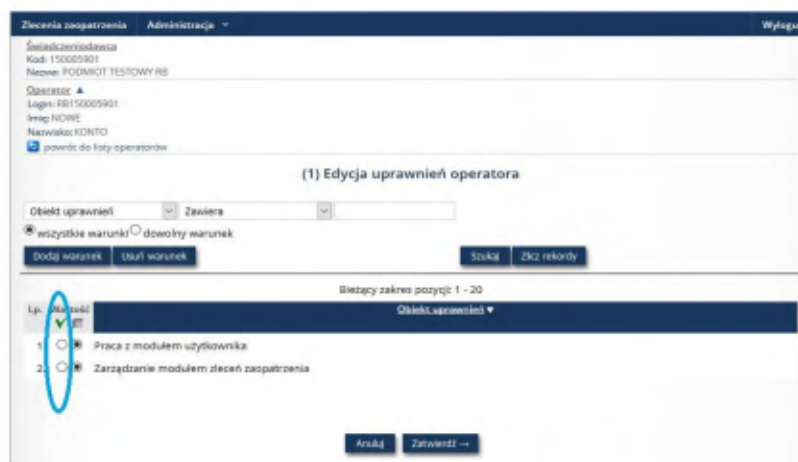 Zlecenia zaopatrzenia Administracja Wylogu
Świadczeniodawca
Kod: 150005901
Nazwa: PODMIOT TESTOWY RB
Operator ▲
Login: RB150005901
Imię: NOWE
Nazwisko: KONTO
powrót do listy operatorów
(1) Edycja uprawnień operatora
Obiekt uprawnień Zawiera
wszystkie warunki dowolny warunek
Dodaj warunek Usuń warunek Szukaj Zlicz rekordy
Bieżący zakres pozycji: 1 - 20
Lp. Wartość Obiekt uprawnień ▼
1. Praca z modułem użytkownika
2. Zarządzanie modułem zleceń zaopatrzenia
Anuluj Zatwierdź →